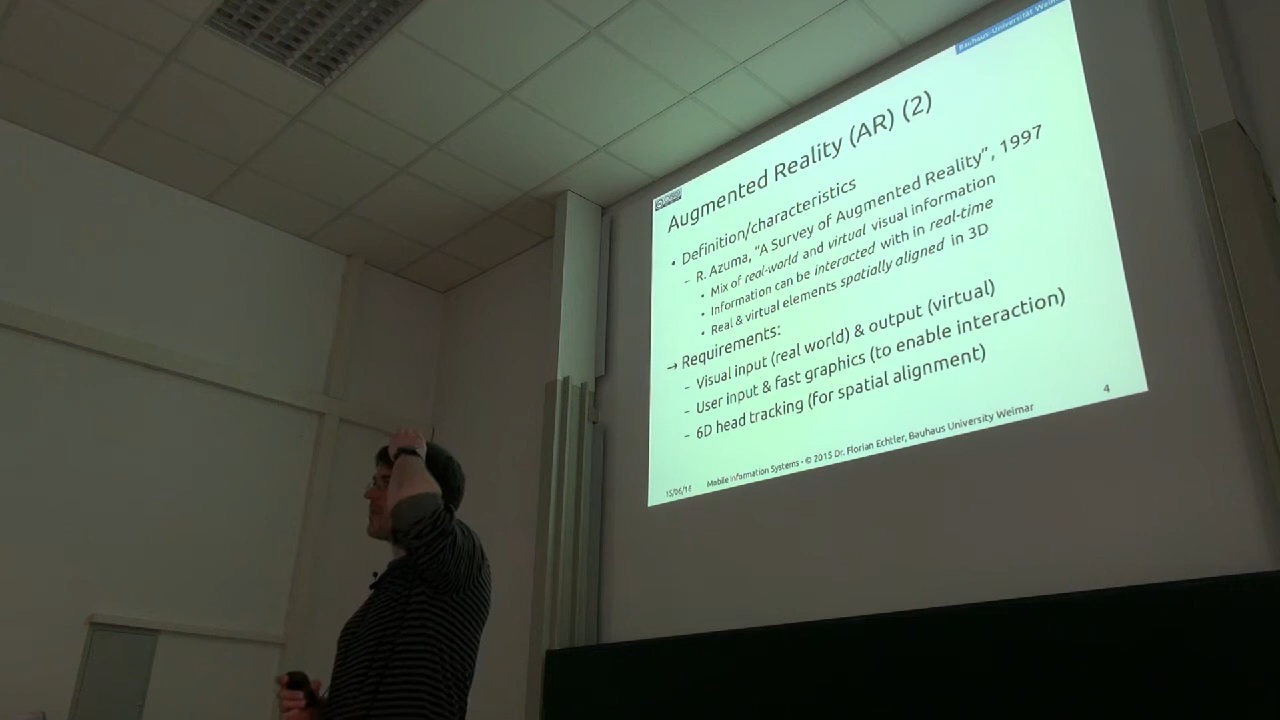 Bauhaus-Universität Weim
Augmented Reality (AR) (2)
• Definition/characteristics
– R. Azuma, “A Survey of Augmented Reality”, 1997
• Mix of real-world and virtual visual information
• Information can be interacted with in real-time
• Real & virtual elements spatially aligned in 3D
→ Requirements:
– Visual input (real world) & output (virtual)
– User input & fast graphics (to enable interaction)
– 6D head tracking (for spatial alignment)
15/06/18 Mobile Information Systems - © 2015 Dr. Florian Echtler, Bauhaus University Weimar 4